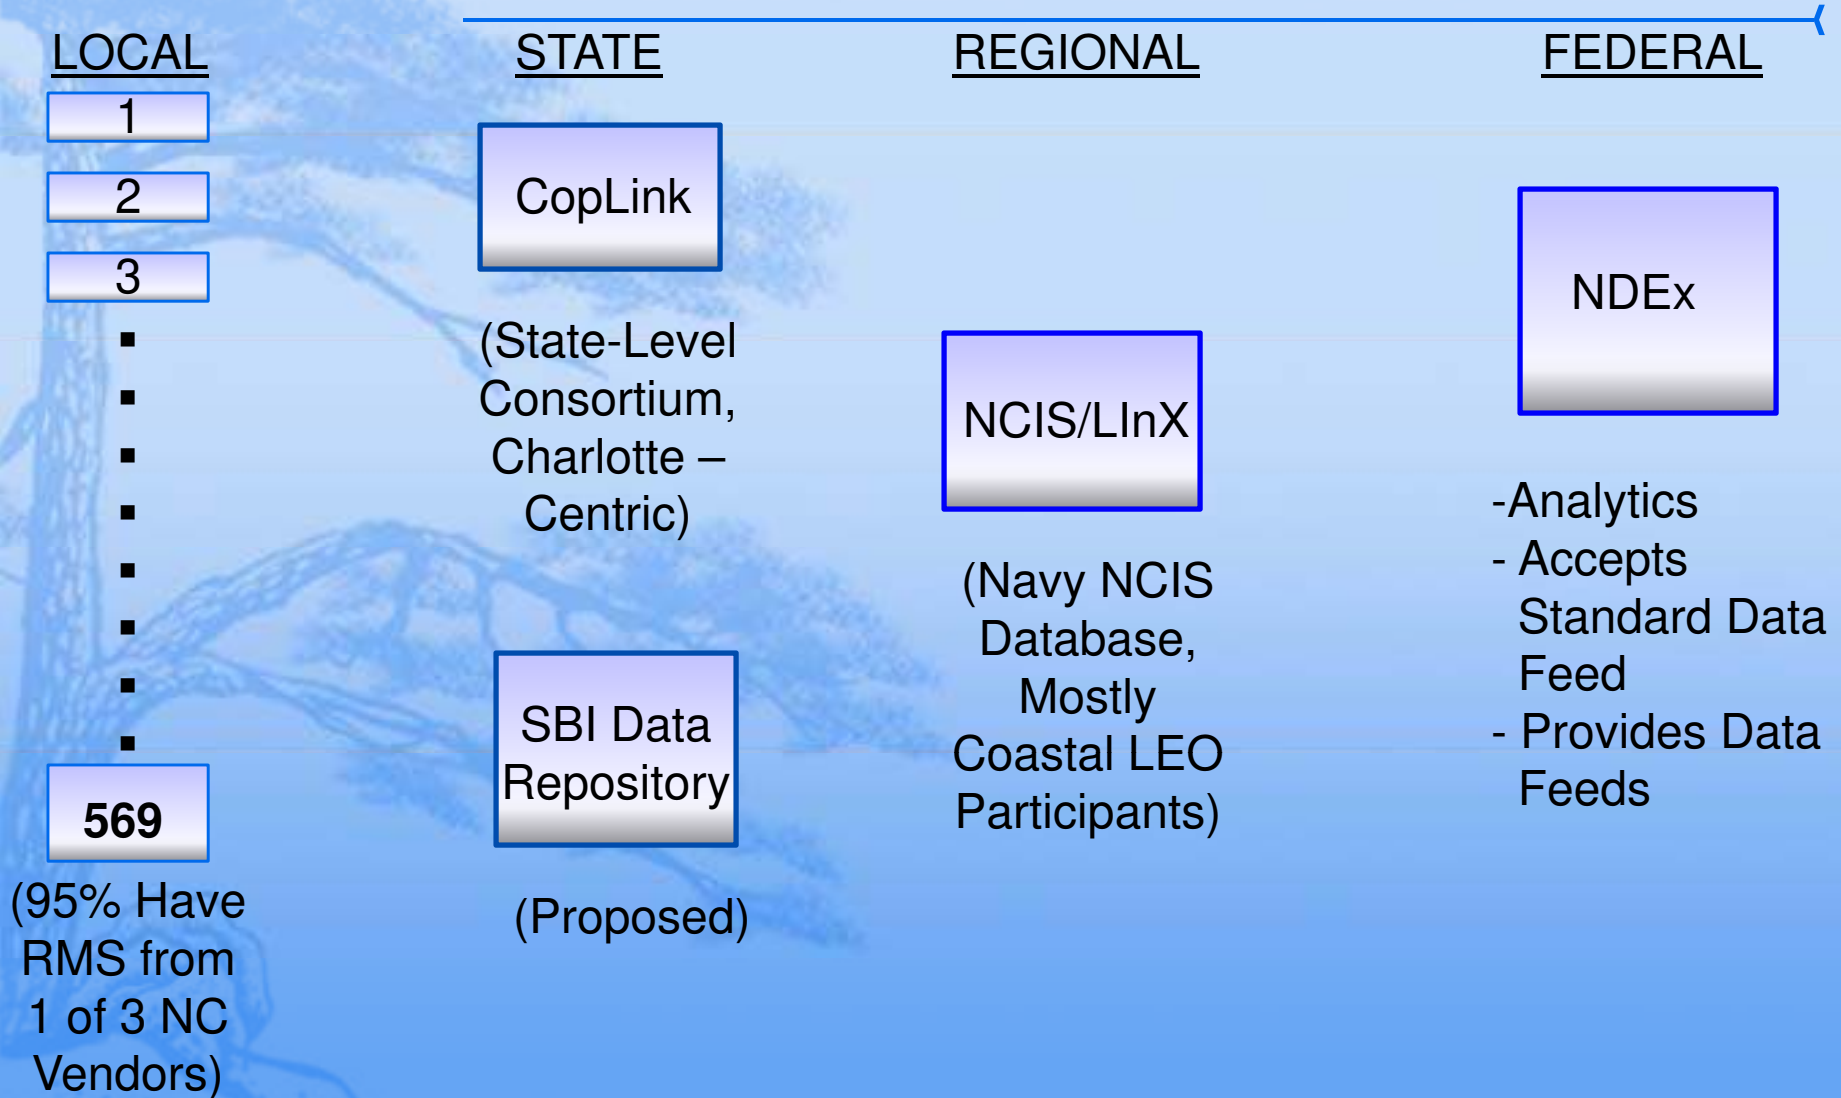 LOCAL
1
2
3
569
(95% Have
RMS from
1 of 3 NC
Vendors)
STATE
CopLink
(State-Level
Consortium,
Charlotte –
Centric)
SBI Data
Repository
(Proposed)
REGIONAL
NCIS/LInX
(Navy NCIS
Database,
Mostly
Coastal LEO
Participants)
FEDERAL
NDEx
-Analytics
- Accepts
Standard Data
Feed
- Provides Data
Feeds